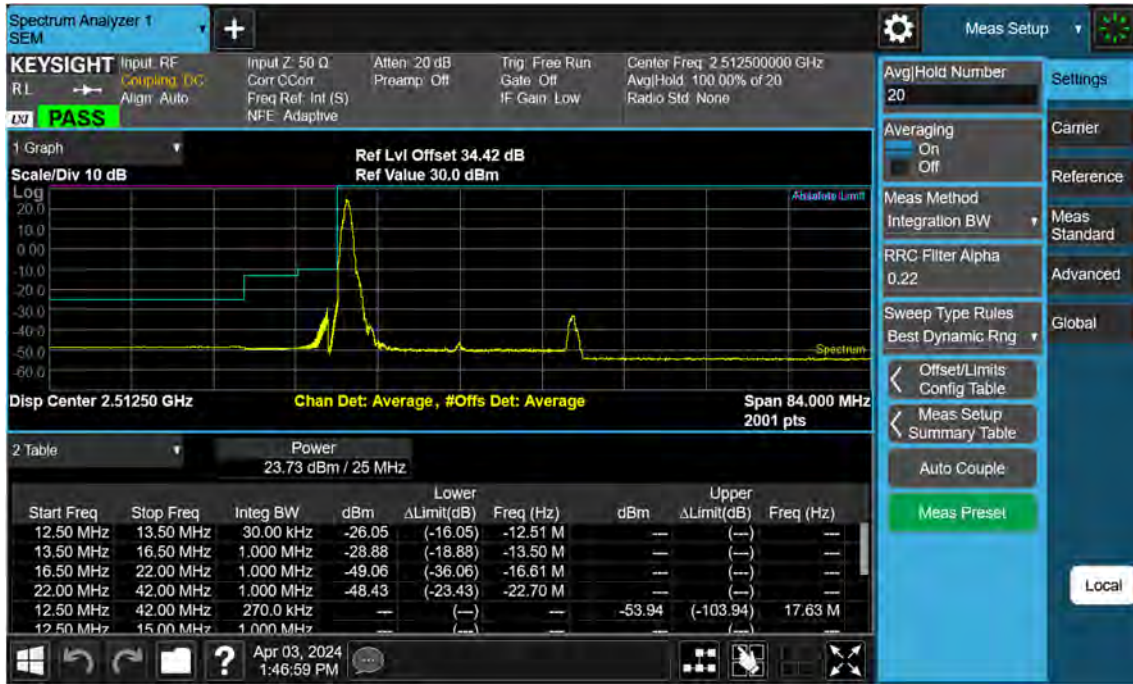 Spectrum Analyzer 1
SEM
Meas Setup
KEYSIGHT
RL
LXI
PASS
Input: RF
Coupling: DC
Align: Auto
Input Z: 50 Ω
Corr CCorr
Freq Ref: Int (S)
NFE: Adaptive
Atten: 20 dB
Preamp: Off
Trig: Free Run
Gate: Off
IF Gain: Low
Center Freq: 2.512500000 GHz
Avg|Hold: 100.00% of 20
Radio Std: None
1 Graph
Scale/Div 10 dB
Ref Lvl Offset 34.42 dB
Ref Value 30.0 dBm
Log
20.0
10.0
0.00
-10.0
-20.0
-30.0
-40.0
-50.0
-60.0
Absolute Limit
Spectrum
Disp Center 2.51250 GHz
Chan Det: Average, #Offs Det: Average
Span 84.000 MHz
2001 pts
2 Table
Power
23.73 dBm / 25 MHz
Lower Upper
Start Freq Stop Freq Integ BW dBm ΔLimit(dB) Freq (Hz) dBm ΔLimit(dB) Freq (Hz)
12.50 MHz 13.50 MHz 30.00 kHz -26.05 (-16.05) -12.51 M --- (---) ---
13.50 MHz 16.50 MHz 1.000 MHz -28.88 (-18.88) -13.50 M --- (---) ---
16.50 MHz 22.00 MHz 1.000 MHz -49.06 (-36.06) -16.61 M --- (---) ---
22.00 MHz 42.00 MHz 1.000 MHz -48.43 (-23.43) -22.70 M --- (---) ---
12.50 MHz 42.00 MHz 270.0 kHz --- (---) --- -53.94 (-103.94) 17.63 M
12.50 MHz 15.00 MHz 1.000 MHz --- (---) --- --- (---) ---
Avg|Hold Number
20
Averaging
On
Off
Meas Method
Integration BW
RRC Filter Alpha
0.22
Sweep Type Rules
Best Dynamic Rng
Offset/Limits
Config Table
Meas Setup
Summary Table
Auto Couple
Meas Preset
Settings
Carrier
Reference
Meas
Standard
Advanced
Global
Local
?
Apr 03, 2024
1:46:59 PM